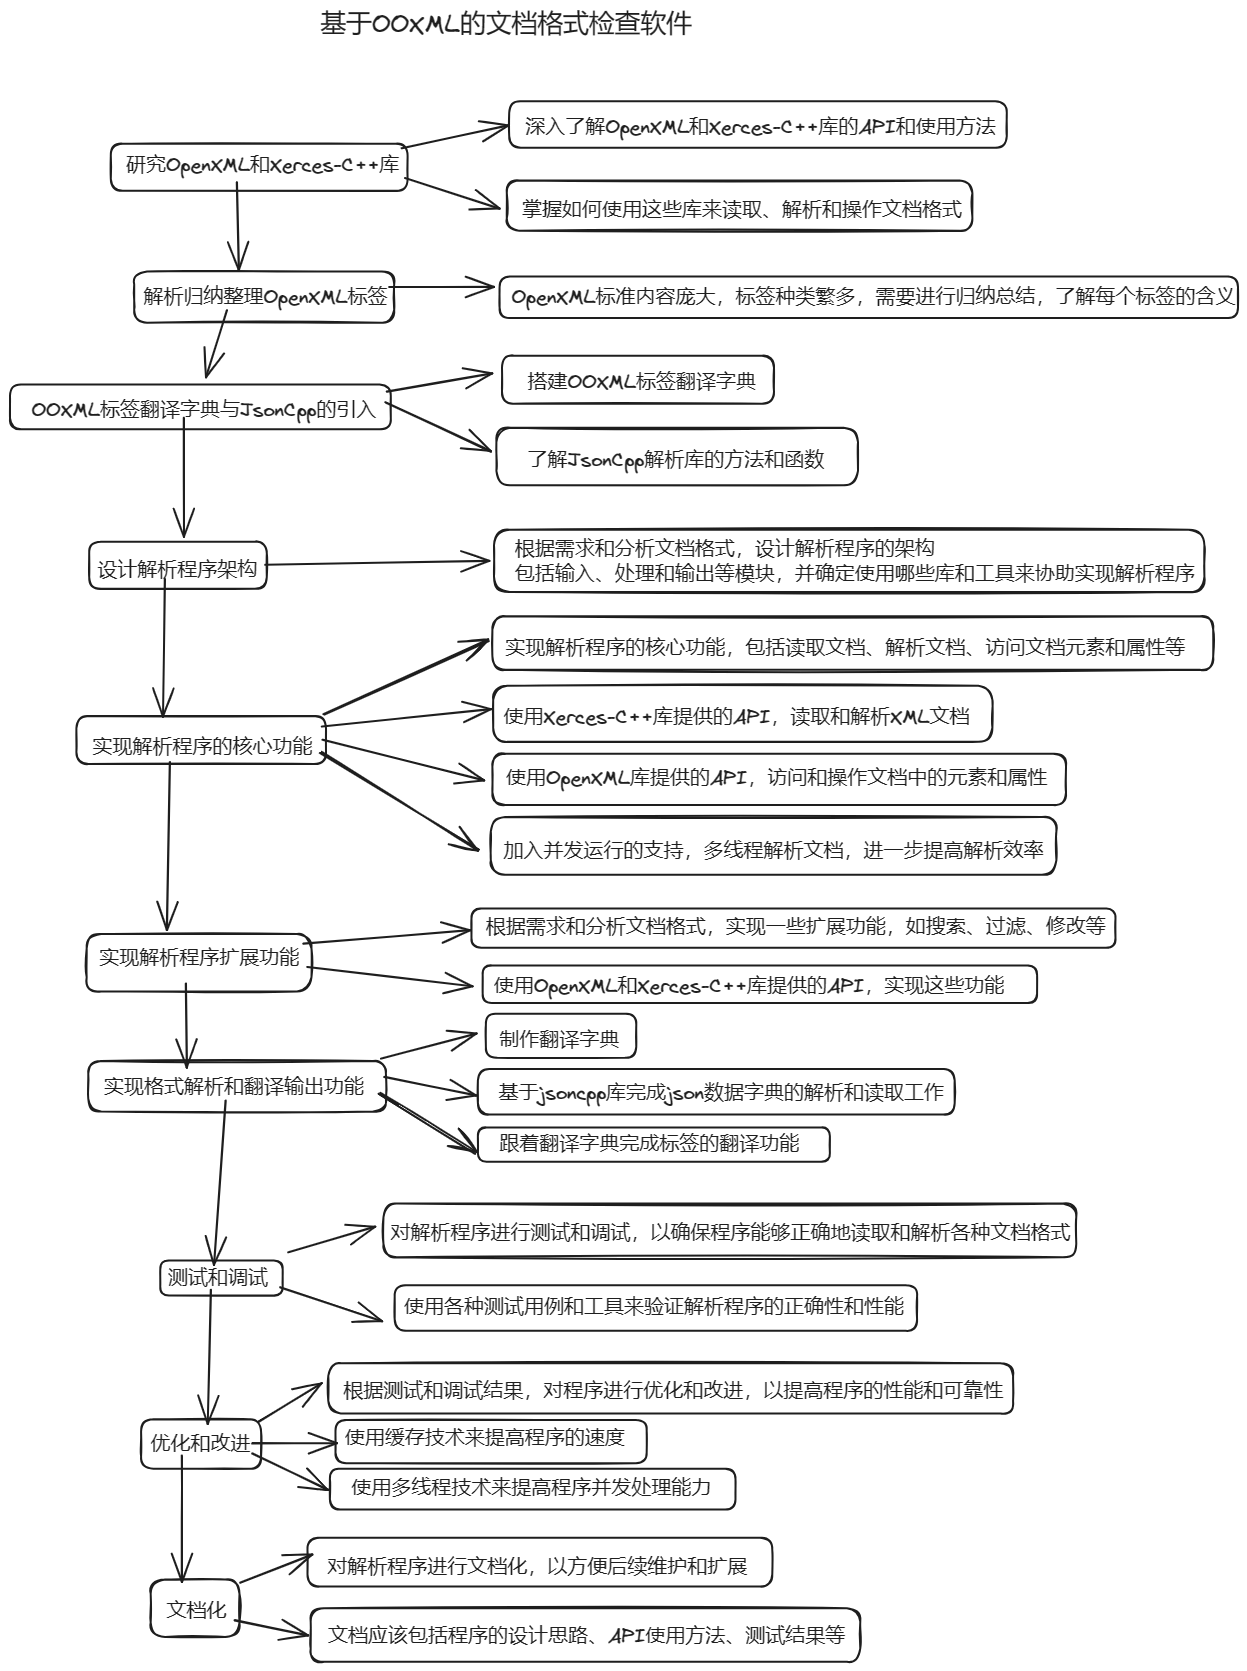 基于OOXML的文档格式检查软件
研究OpenXML和Xerces-C++库
深入了解OpenXML和Xerces-C++库的API和使用方法
掌握如何使用这些库来读取、解析和操作文档格式
解析归纳整理OpenXML标签
OpenXML标准内容庞大，标签种类繁多，需要进行归纳总结，了解每个标签的含义
OOXML标签翻译字典与JsonCpp的引入
搭建OOXML标签翻译字典
了解JsonCpp解析库的方法和函数
设计解析程序架构
根据需求和分析文档格式，设计解析程序的架构
包括输入、处理和输出等模块，并确定使用哪些库和工具来协助实现解析程序
实现解析程序的核心功能
实现解析程序的核心功能，包括读取文档、解析文档、访问文档元素和属性等
使用Xerces-C++库提供的API，读取和解析XML文档
使用OpenXML库提供的API，访问和操作文档中的元素和属性
加入并发运行的支持，多线程解析文档，进一步提高解析效率
实现解析程序扩展功能
根据需求和分析文档格式，实现一些扩展功能，如搜索、过滤、修改等
使用OpenXML和Xerces-C++库提供的API，实现这些功能
实现格式解析和翻译输出功能
制作翻译字典
基于jsoncpp库完成json数据字典的解析和读取工作
跟着翻译字典完成标签的翻译功能
测试和调试
对解析程序进行测试和调试，以确保程序能够正确地读取和解析各种文档格式
使用各种测试用例和工具来验证解析程序的正确性和性能
优化和改进
根据测试和调试结果，对程序进行优化和改进，以提高程序的性能和可靠性
使用缓存技术来提高程序的速度
使用多线程技术来提高程序并发处理能力
文档化
对解析程序进行文档化，以方便后续维护和扩展
文档应该包括程序的设计思路、API使用方法、测试结果等